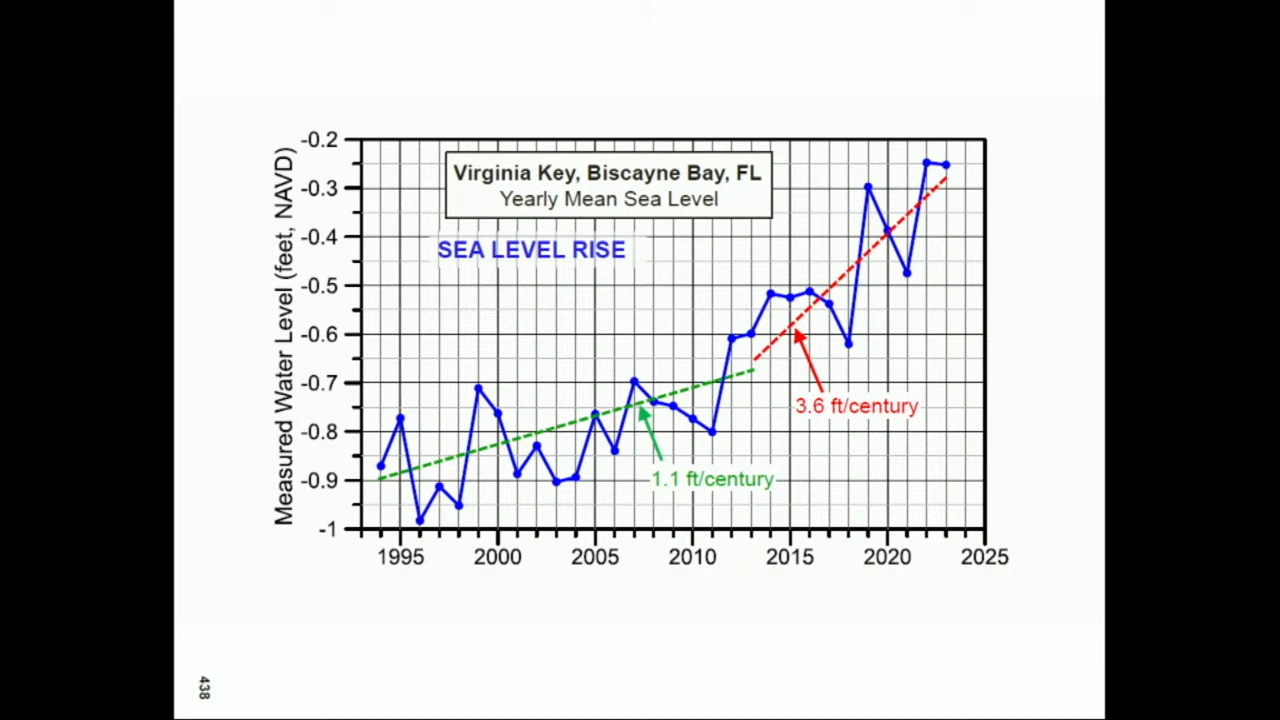 Virginia Key, Biscayne Bay, FL
Yearly Mean Sea Level
SEA LEVEL RISE
Measured Water Level (feet, NAVD)
-0.2
-0.3
-0.4
-0.5
-0.6
-0.7
-0.8
-0.9
-1
3.6 ft/century
1.1 ft/century
1995 2000 2005 2010 2015 2020 2025
438